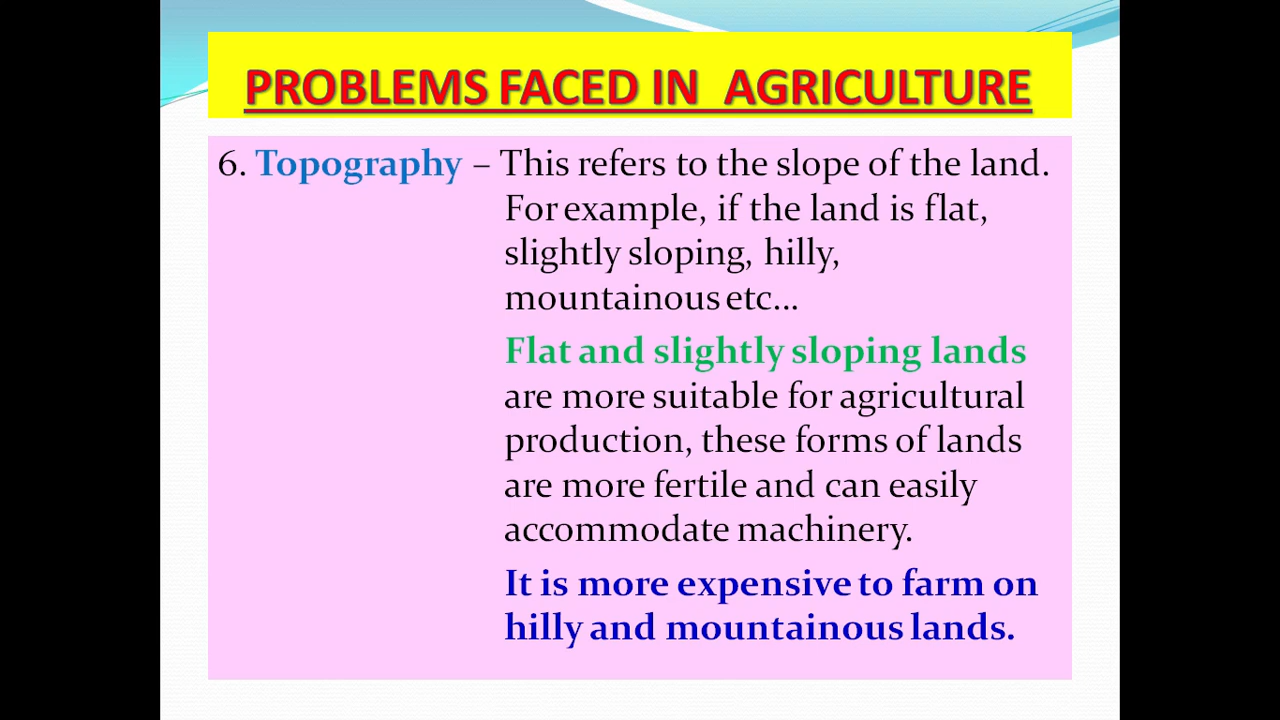 PROBLEMS FACED IN AGRICULTURE
6. Topography – This refers to the slope of the land.
For example, if the land is flat,
slightly sloping, hilly,
mountainous etc...
Flat and slightly sloping lands
are more suitable for agricultural
production, these forms of lands
are more fertile and can easily
accommodate machinery.
It is more expensive to farm on
hilly and mountainous lands.